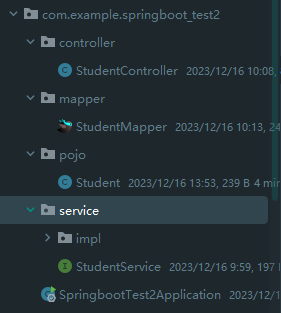 com.example.springboot_test2
controller
StudentController 2023/12/16 10:08,
mapper
StudentMapper 2023/12/16 10:13, 24
pojo
Student 2023/12/16 13:53, 239 B 4 min
service
impl
StudentService 2023/12/16 9:59, 197
SpringbootTest2Application 2023/12/1